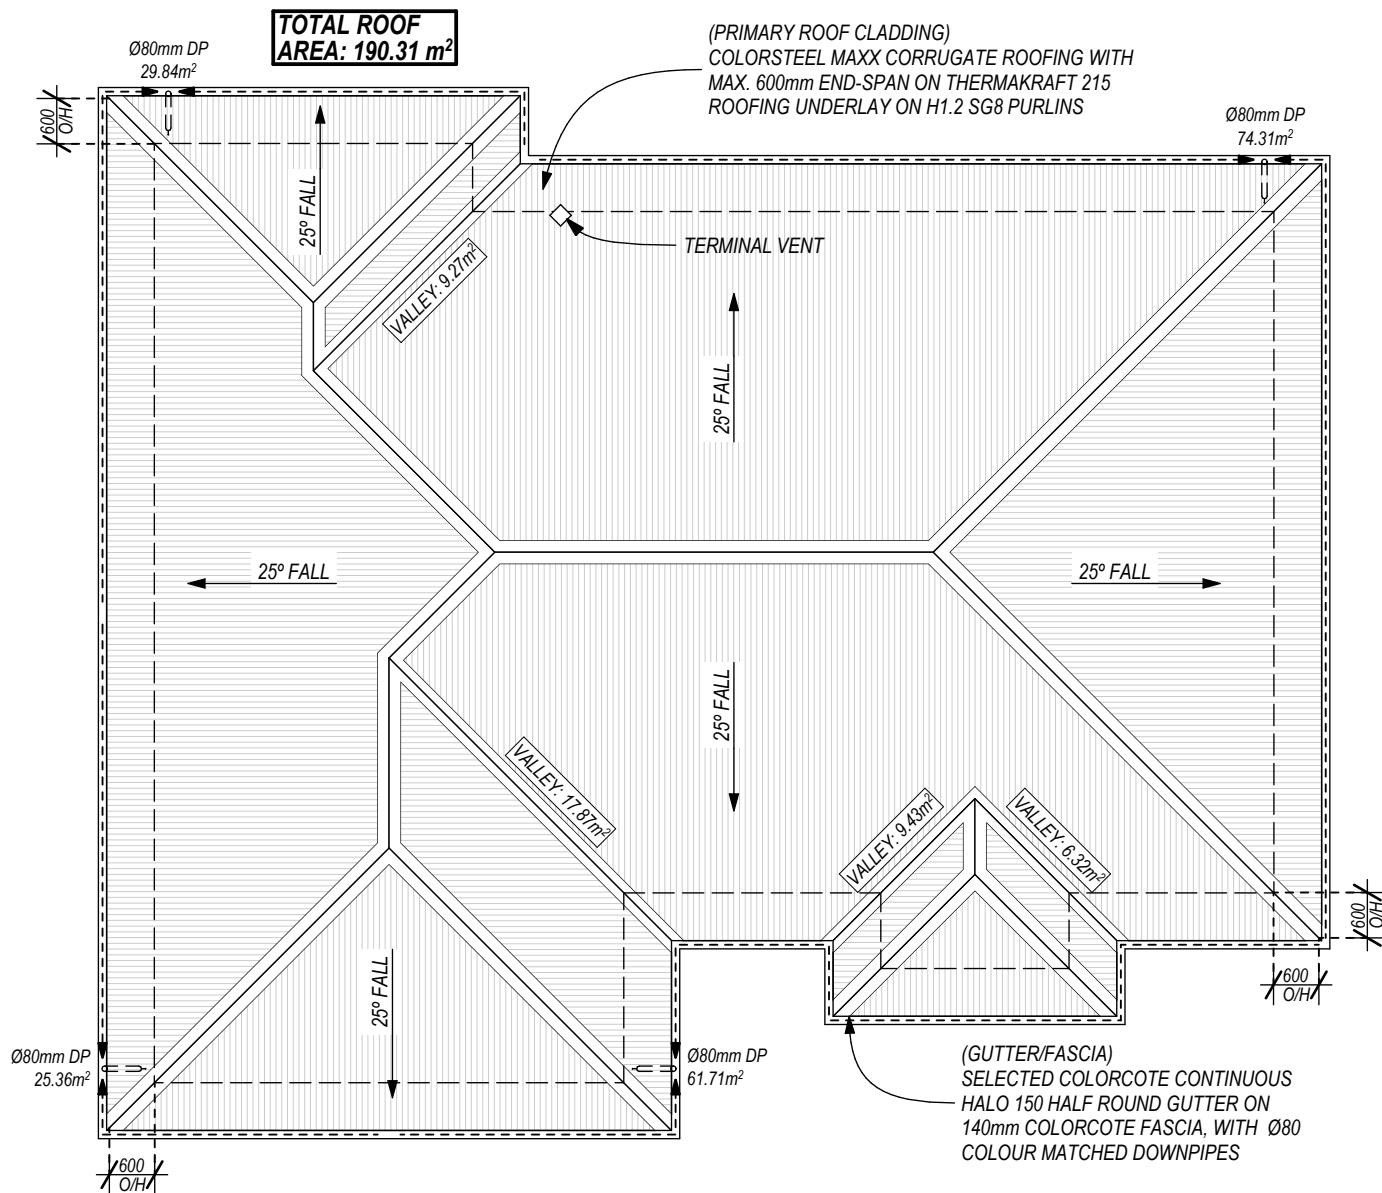 TOTAL ROOF
AREA: 190.31 m²
Ø80mm DP
29.84m²
(PRIMARY ROOF CLADDING)
COLORSTEEL MAXX CORRUGATE ROOFING WITH
MAX. 600mm END-SPAN ON THERMAKRAFT 215
ROOFING UNDERLAY ON H1.2 SG8 PURLINS
Ø80mm DP
74.31m²
600
O/H
25º FALL
TERMINAL VENT
VALLEY: 9.27m²
25º FALL
25º FALL
25º FALL
25º FALL
VALLEY: 17.87m²
VALLEY: 9.43m²
VALLEY: 6.32m²
600
O/H
25º FALL
600
O/H
Ø80mm DP
25.36m²
Ø80mm DP
61.71m²
(GUTTER/FASCIA)
SELECTED COLORCOTE CONTINUOUS
HALO 150 HALF ROUND GUTTER ON
140mm COLORCOTE FASCIA, WITH Ø80
COLOUR MATCHED DOWNPIPES
600
O/H